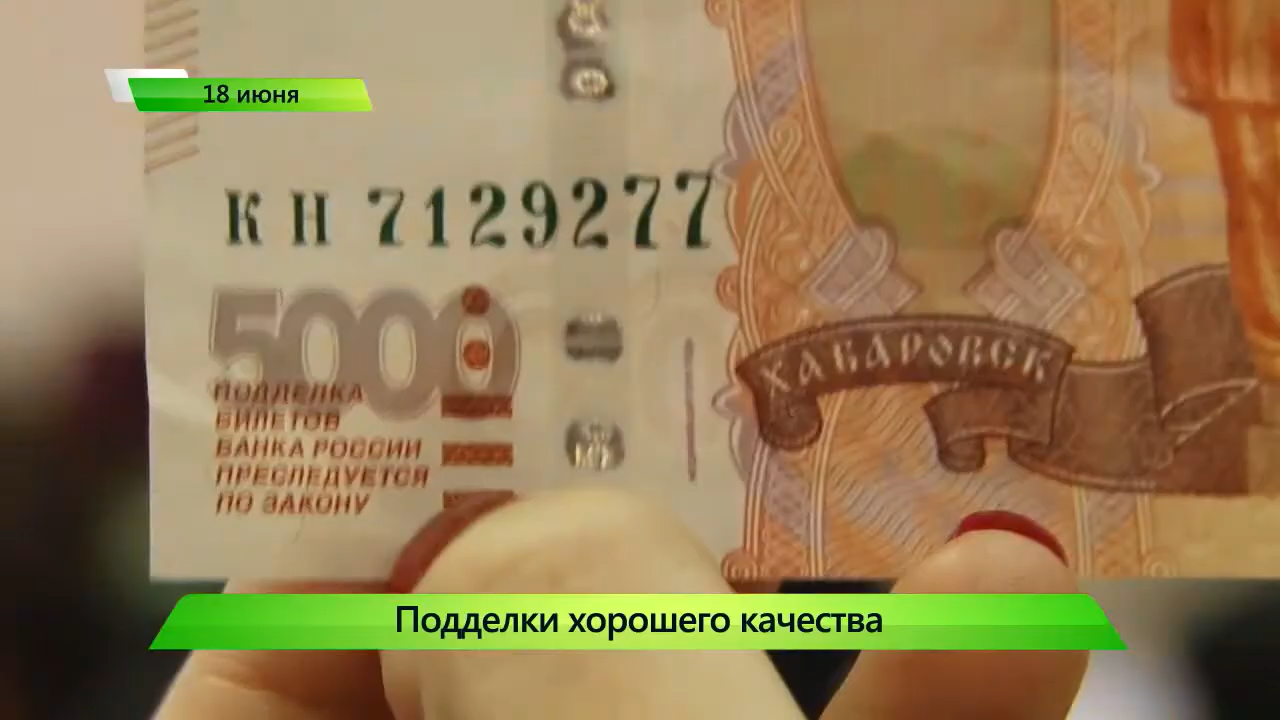 18 июня
КН 7129277
5000
ПОДДЕЛКА
БИЛЕТОВ
БАНКА РОССИИ
ПРЕСЛЕДУЕТСЯ
ПО ЗАКОНУ
ХАБАРОВСК
Подделки хорошего качества